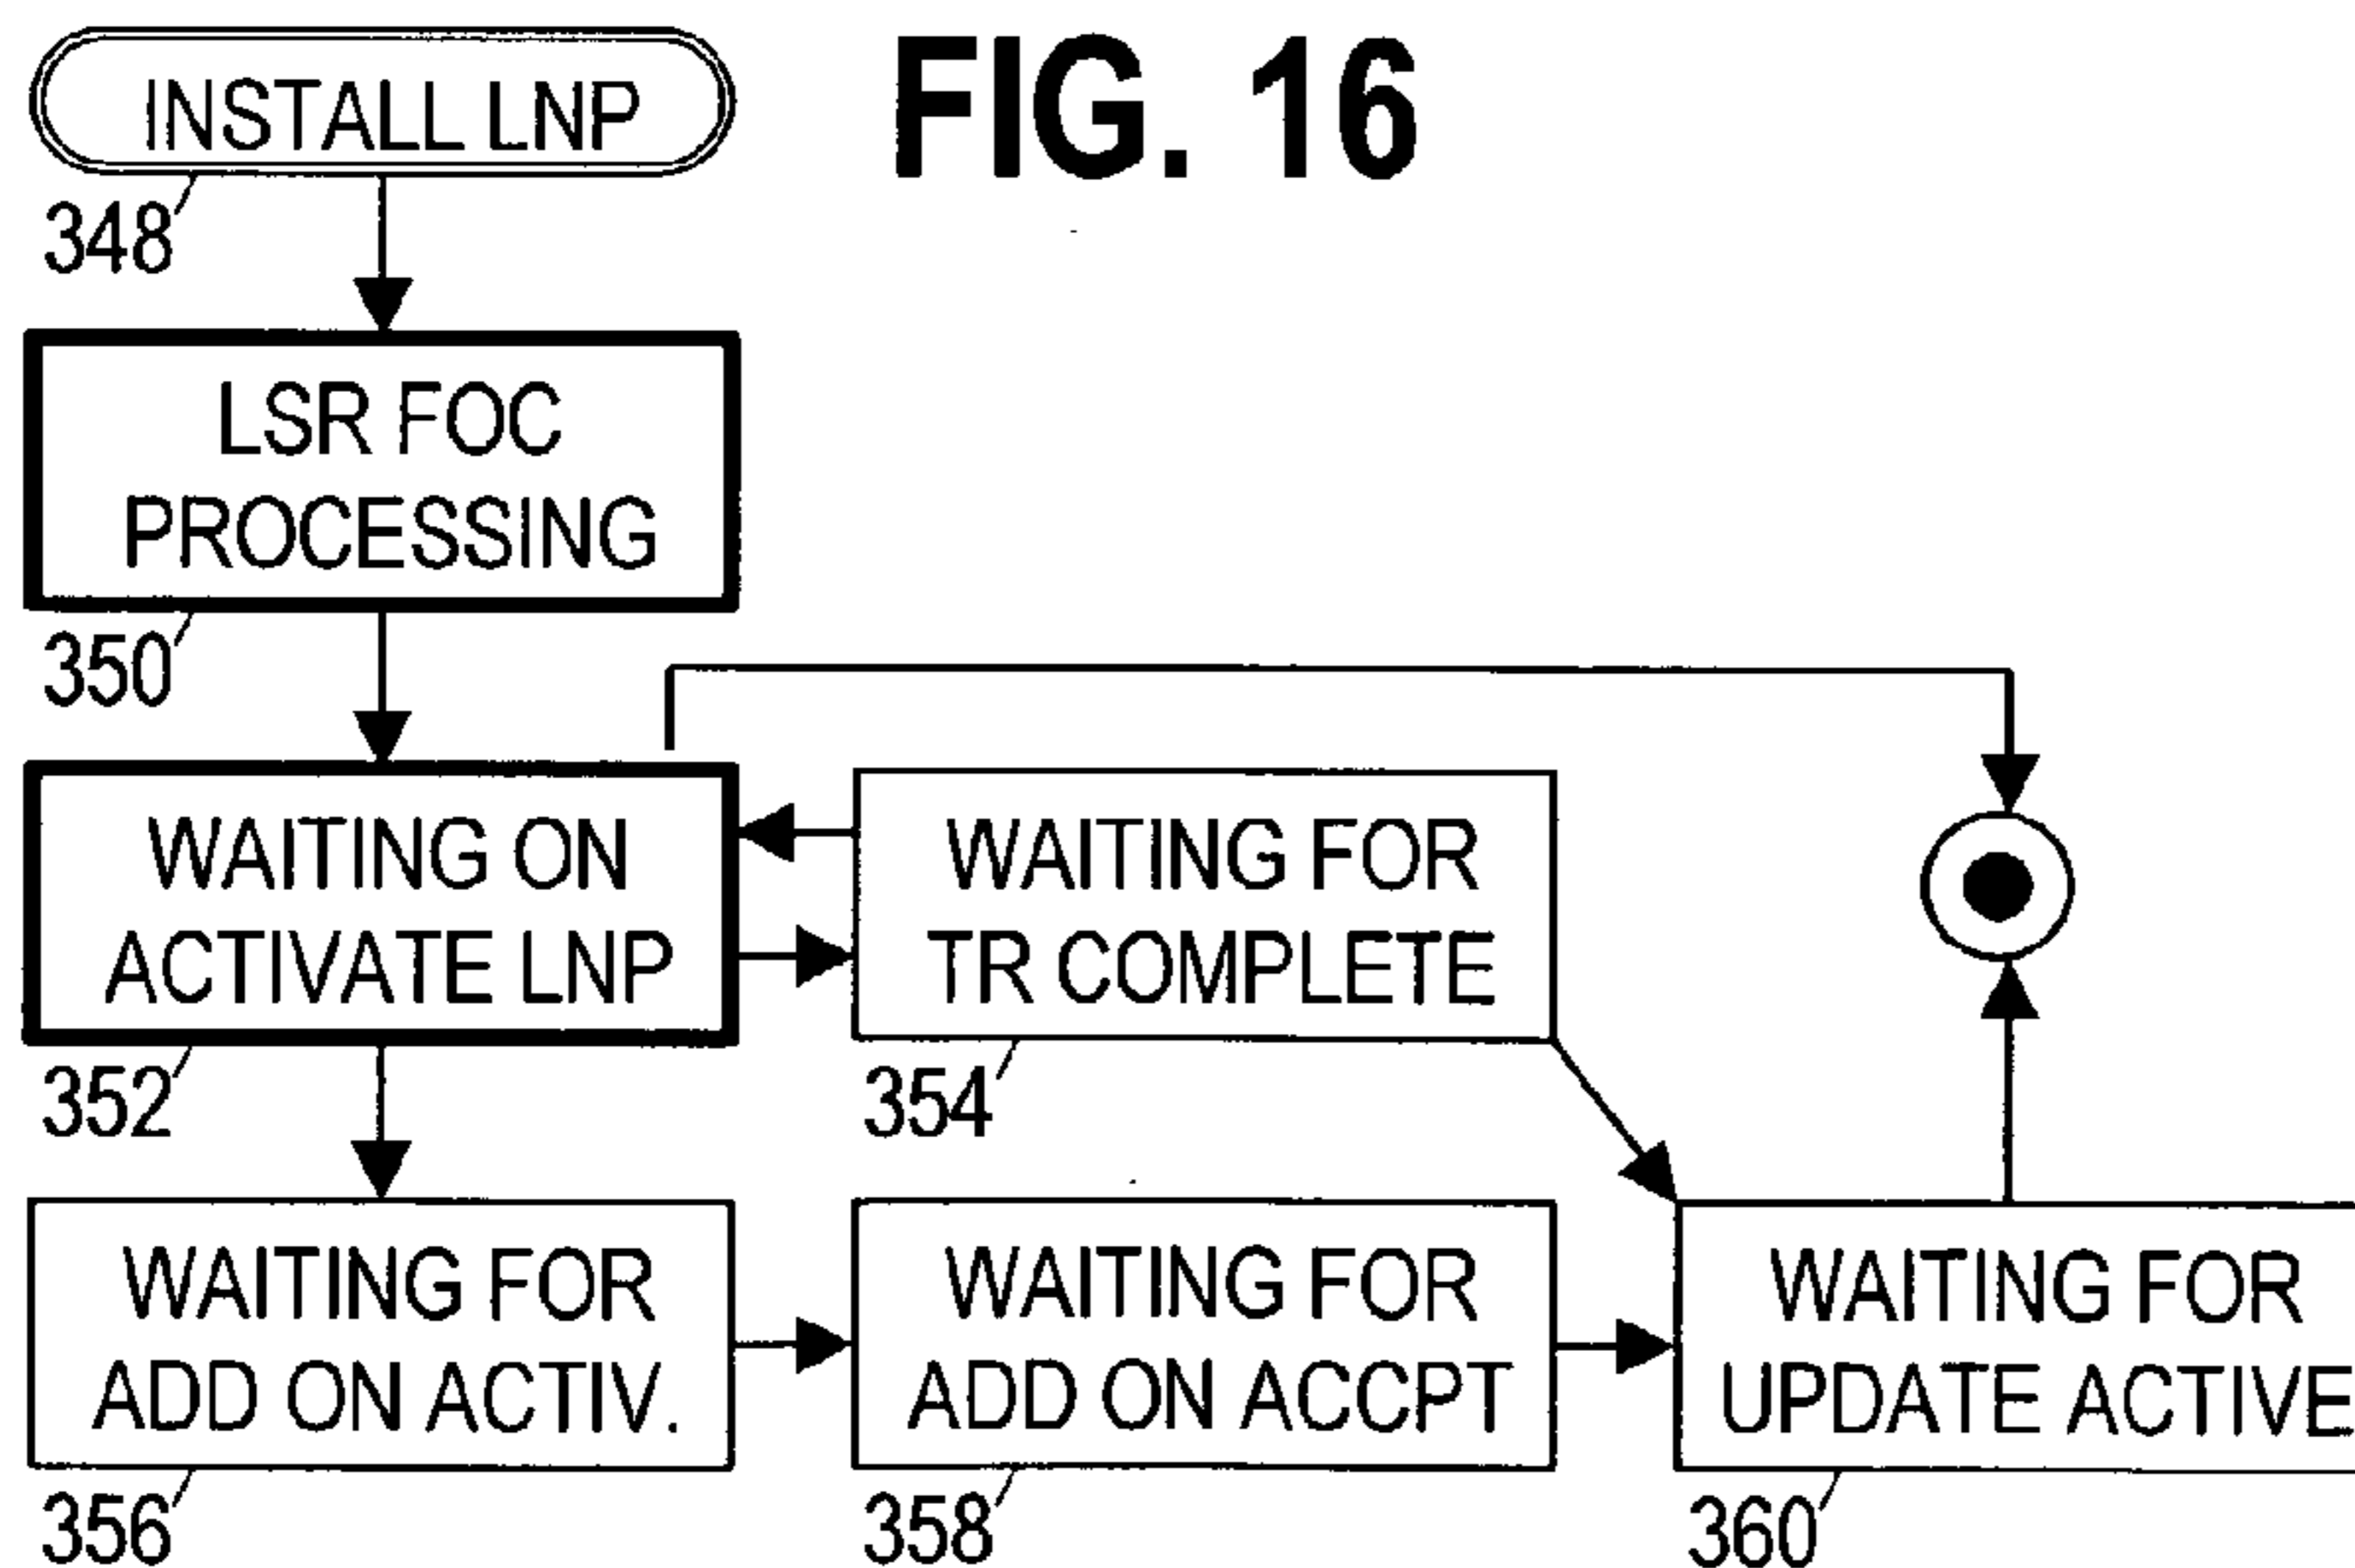 FIG. 16
INSTALL LNP
348
LSR FOC
PROCESSING
350
WAITING ON
ACTIVATE LNP
352
WAITING FOR
TR COMPLETE
354
WAITING FOR
ADD ON ACTIV.
356
WAITING FOR
ADD ON ACCPT
358
WAITING FOR
UPDATE ACTIVE
360